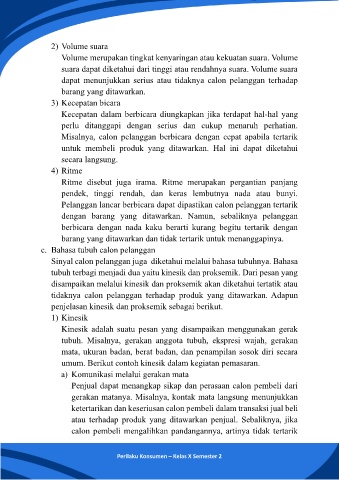 2) Volume suara
Volume merupakan tingkat kenyaringan atau kekuatan suara. Volume
suara dapat diketahui dari tinggi atau rendahnya suara. Volume suara
dapat menunjukkan serius atau tidaknya calon pelanggan terhadap
barang yang ditawarkan.
3) Kecepatan bicara
Kecepatan dalam berbicara diungkapkan jika terdapat hal-hal yang
perlu ditanggapi dengan serius dan cukup menaruh perhatian.
Misalnya, calon pelanggan berbicara dengan cepat apabila tertarik
untuk membeli produk yang ditawarkan. Hal ini dapat diketahui
secara langsung.
4) Ritme
Ritme disebut juga irama. Ritme merupakan pergantian panjang
pendek, tinggi rendah, dan keras lembutnya nada atau bunyi.
Pelanggan lancar berbicara dapat dipastikan calon pelanggan tertarik
dengan barang yang ditawarkan. Namun, sebaliknya pelanggan
berbicara dengan nada kaku berarti kurang begitu tertarik dengan
barang yang ditawarkan dan tidak tertarik untuk menanggapinya.
c. Bahasa tubuh calon pelanggan
Sinyal calon pelanggan juga diketahui melalui bahasa tubuhnya. Bahasa
tubuh terbagi menjadi dua yaitu kinesik dan proksemik. Dari pesan yang
disampaikan melalui kinesik dan proksemik akan diketahui tertatik atau
tidaknya calon pelanggan terhadap produk yang ditawarkan. Adapun
penjelasan kinesik dan proksemik sebagai berikut.
1) Kinesik
Kinesik adalah suatu pesan yang disampaikan menggunakan gerak
tubuh. Misalnya, gerakan anggota tubuh, ekspresi wajah, gerakan
mata, ukuran badan, berat badan, dan penampilan sosok diri secara
umum. Berikut contoh kinesik dalam kegiatan pemasaran.
a) Komunikasi melalui gerakan mata
Penjual dapat menangkap sikap dan perasaan calon pembeli dari
gerakan matanya. Misalnya, kontak mata langsung menunjukkan
ketertarikan dan keseriusan calon pembeli dalam transaksi jual beli
atau terhadap produk yang ditawarkan penjual. Sebaliknya, jika
calon pembeli mengalihkan pandangannya, artinya tidak tertarik
Perilaku Konsumen – Kelas X Semester 2